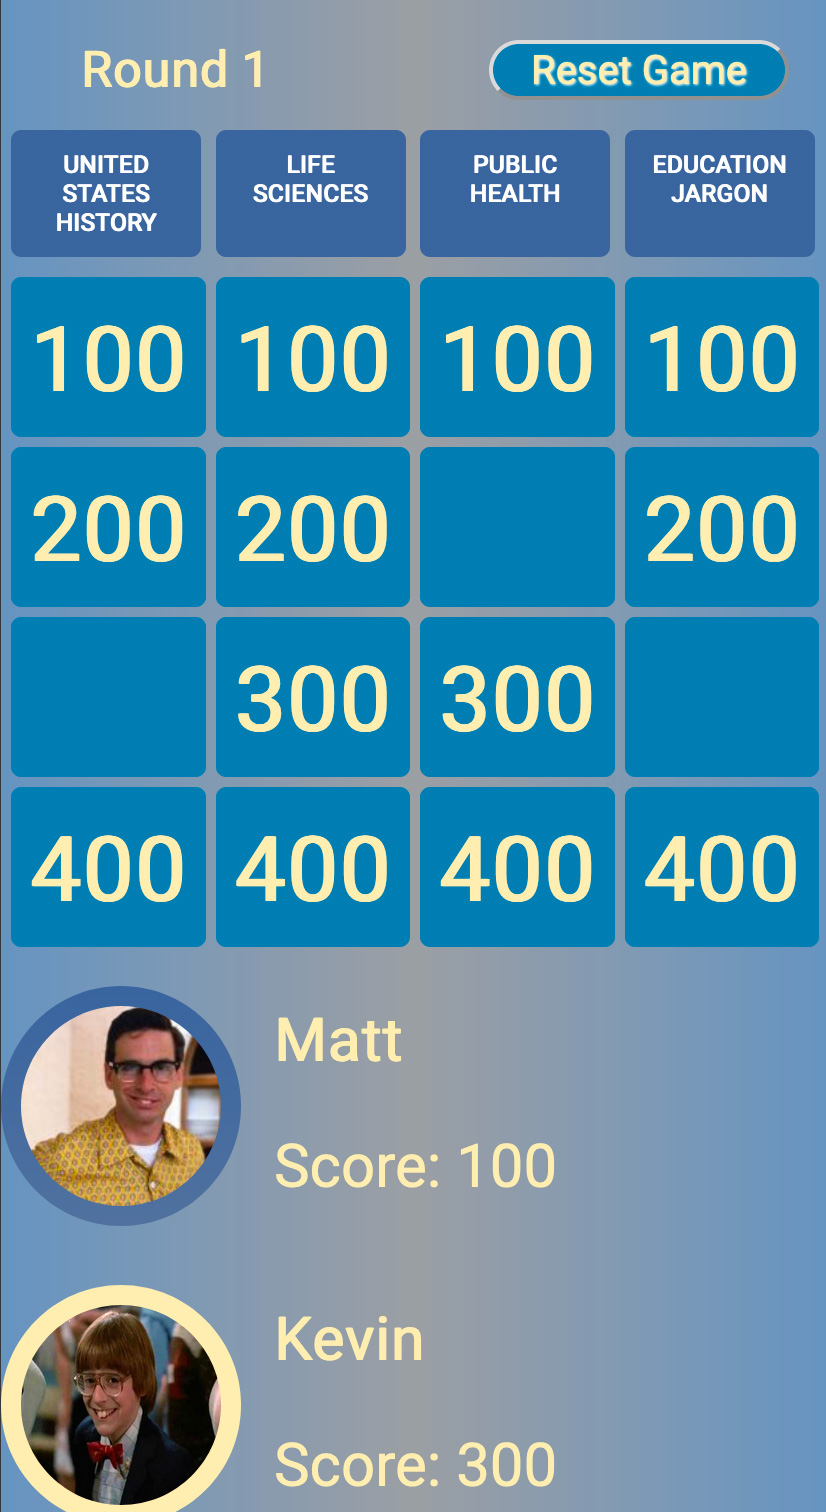 Round 1
Reset Game
UNITED
STATES
HISTORY
LIFE
SCIENCES
PUBLIC
HEALTH
EDUCATION
JARGON
100 100 100 100
200 200 200
300 300
400 400 400 400
Matt
Score: 100
Kevin
Score: 300